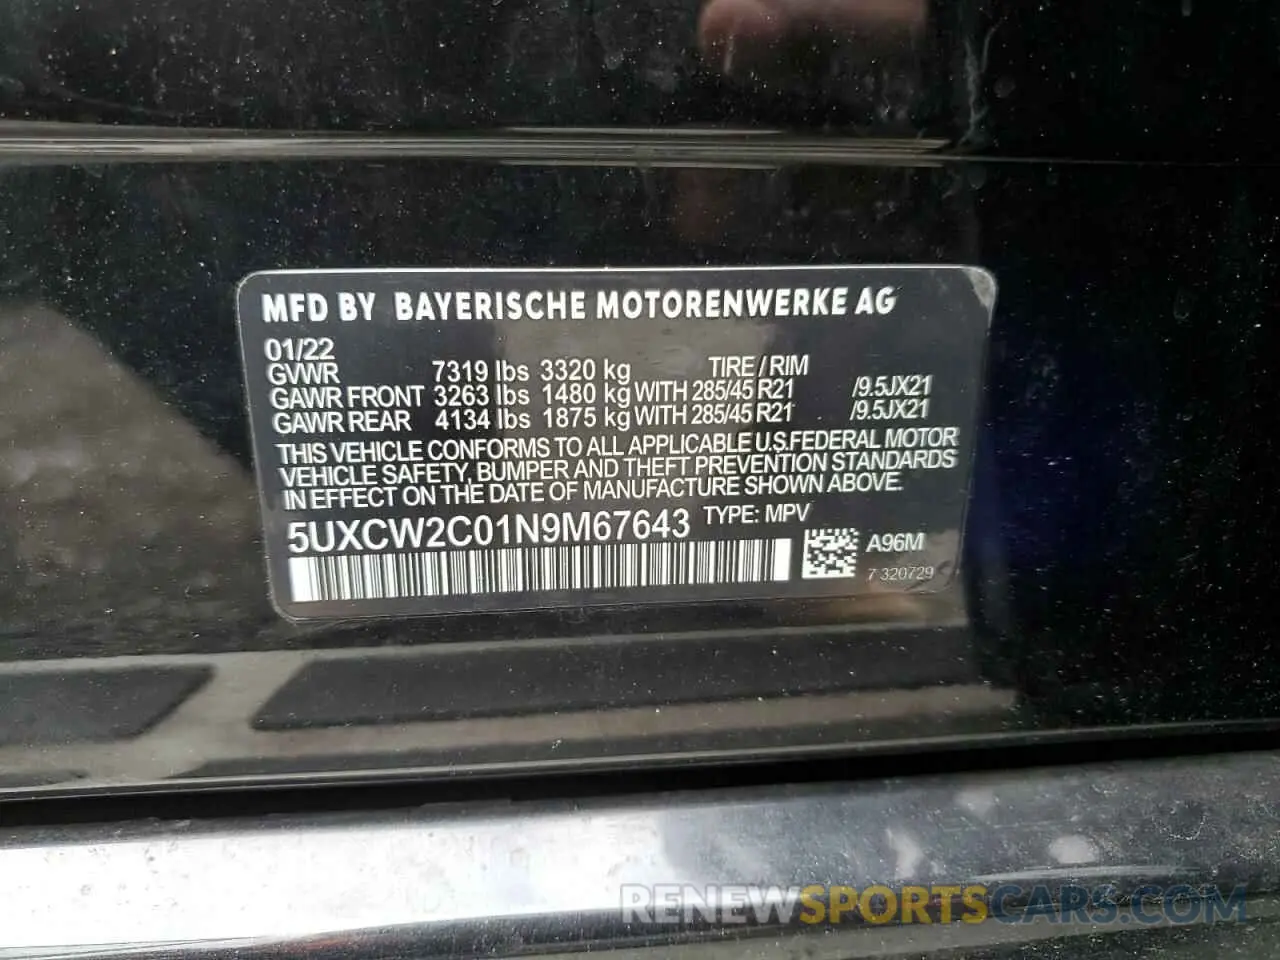 MFD BY BAYERISCHE MOTORENWERKE AG
01/22
GVWR 7319 lbs 3320 kg TIRE / RIM
GAWR FRONT 3263 lbs 1480 kg WITH 285/45 R21 /9.5JX21
GAWR REAR 4134 lbs 1875 kg WITH 285/45 R21 /9.5JX21
THIS VEHICLE CONFORMS TO ALL APPLICABLE U.S.FEDERAL MOTOR
VEHICLE SAFETY, BUMPER AND THEFT PREVENTION STANDARDS
IN EFFECT ON THE DATE OF MANUFACTURE SHOWN ABOVE.
5UXCW2C01N9M67643 TYPE: MPV
A96M
7 320729
RENEWSPORTSCARS.COM